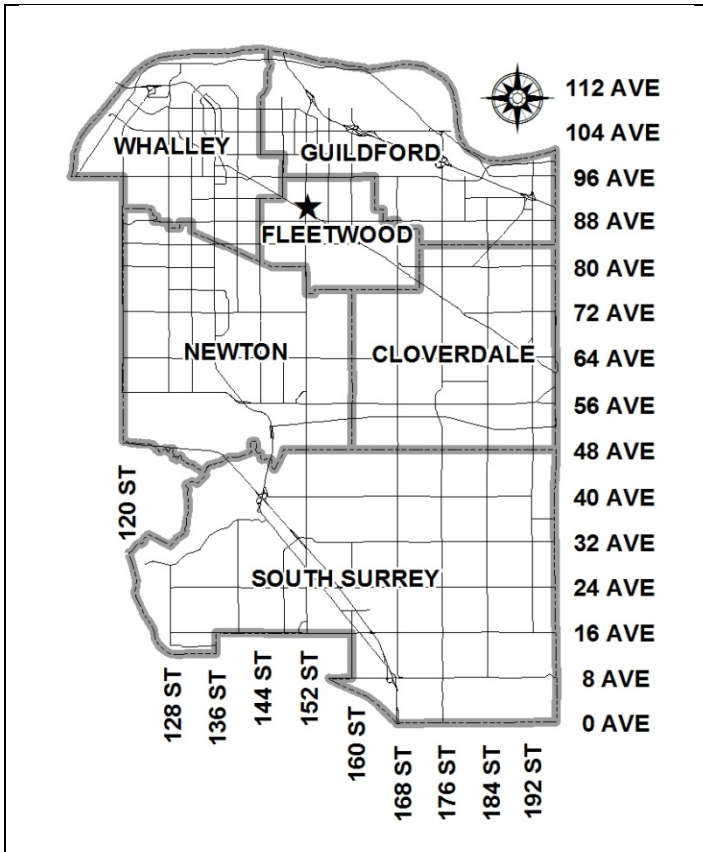 112 AVE
104 AVE
WHALLEY
GUILDFORD
96 AVE
88 AVE
FLEETWOOD
80 AVE
72 AVE
NEWTON
CLOVERDALE
64 AVE
56 AVE
48 AVE
120 ST
40 AVE
32 AVE
SOUTH SURREY
24 AVE
16 AVE
8 AVE
128 ST
136 ST
144 ST
152 ST
160 ST
0 AVE
168 ST
176 ST
184 ST
192 ST